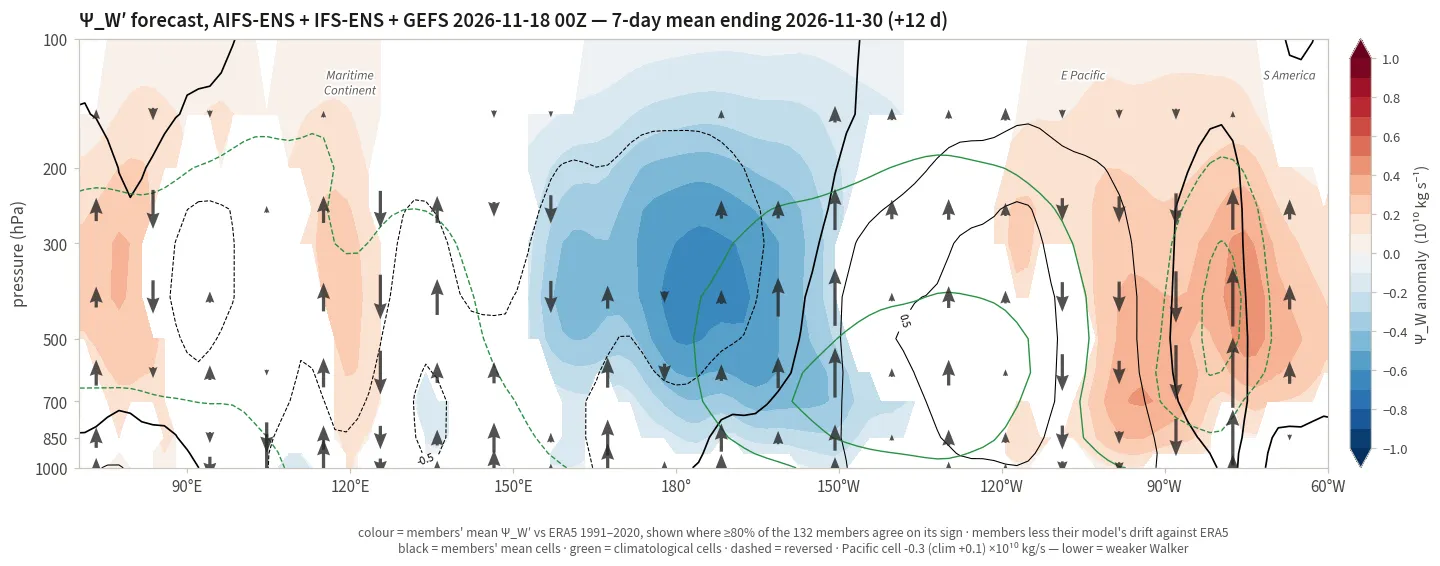 Ψ_W′ forecast, AIFS-ENS + IFS-ENS + GEFS 2026-11-18 00Z — 7-day mean ending 2026-11-30 (+12 d)
100
200
300
400
500
700
850
1000
pressure (hPa)
Maritime
Continent
E Pacific
S America
0.5
-0.5
90°E
120°E
150°E
180°
150°W
120°W
90°W
60°W
1.0
0.8
0.6
0.4
0.2
0.0
−0.2
−0.4
−0.6
−0.8
−1.0
Ψ_W anomaly (10¹⁰ kg s⁻¹)
colour = members' mean Ψ_W′ vs ERA5 1991–2020, shown where ≥80% of the 132 members agree on its sign · members less their model's drift against ERA5
black = members' mean cells · green = climatological cells · dashed = reversed · Pacific cell -0.3 (clim +0.1) ×10¹⁰ kg/s — lower = weaker Walker